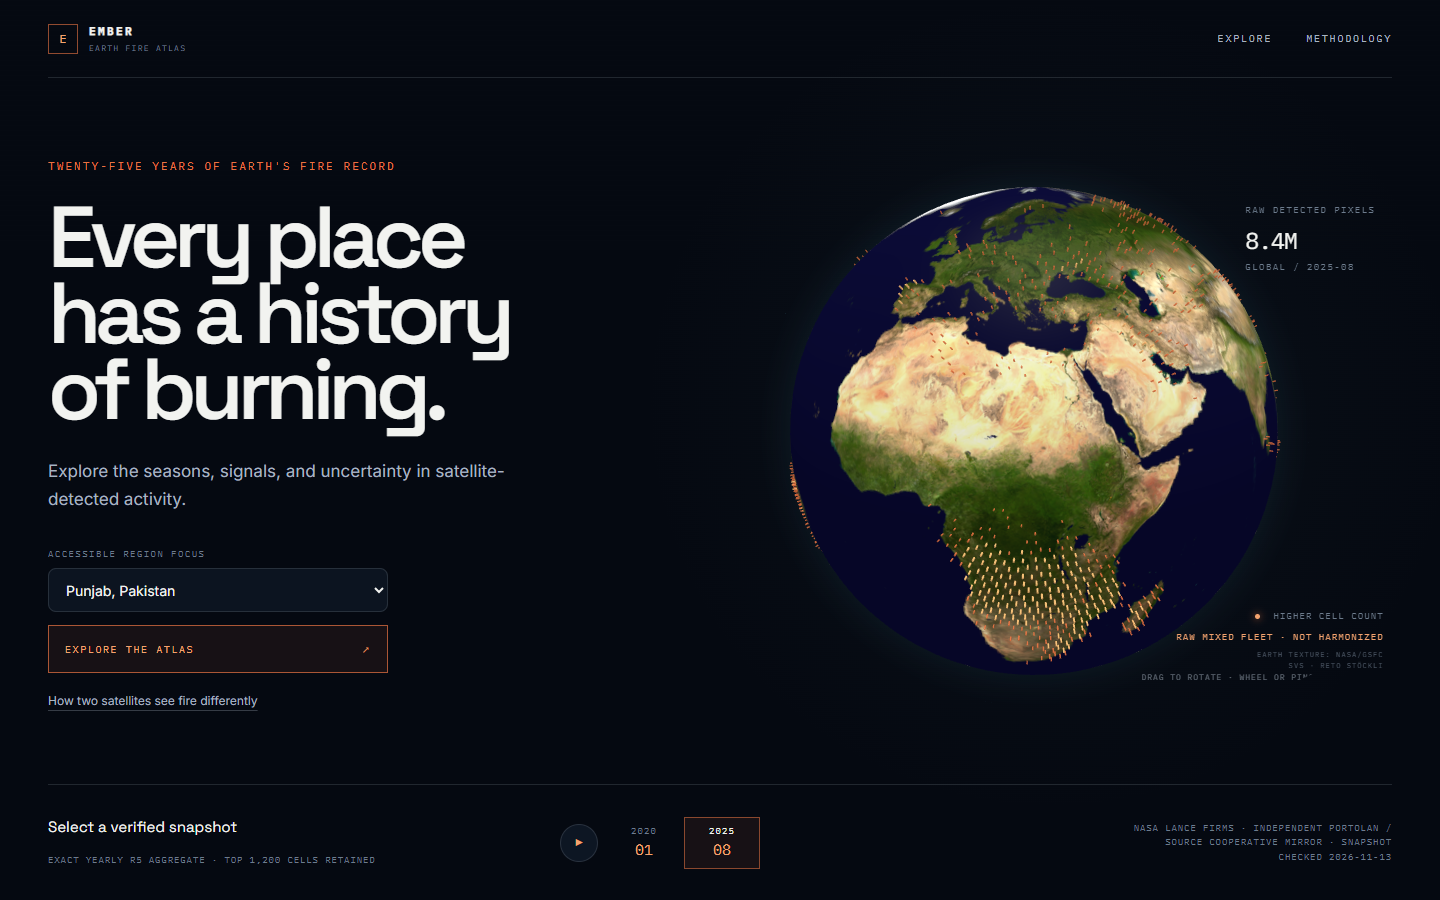 E
EMBER
EARTH FIRE ATLAS
EXPLORE
METHODOLOGY
TWENTY-FIVE YEARS OF EARTH'S FIRE RECORD
Every place
has a history
of burning.
Explore the seasons, signals, and uncertainty in satellite-
detected activity.
ACCESSIBLE REGION FOCUS
Punjab, Pakistan
EXPLORE THE ATLAS ↗
How two satellites see fire differently
RAW DETECTED PIXELS
8.4M
GLOBAL / 2025-08
HIGHER CELL COUNT
RAW MIXED FLEET · NOT HARMONIZED
EARTH TEXTURE: NASA/GSFC
SVS · RETO STÖCKLI
DRAG TO ROTATE · WHEEL OR
Select a verified snapshot
EXACT YEARLY R5 AGGREGATE · TOP 1,200 CELLS RETAINED
2020
01
2025
08
NASA LANCE FIRMS · INDEPENDENT PORTOLAN /
SOURCE COOPERATIVE MIRROR · SNAPSHOT
CHECKED 2026-11-13